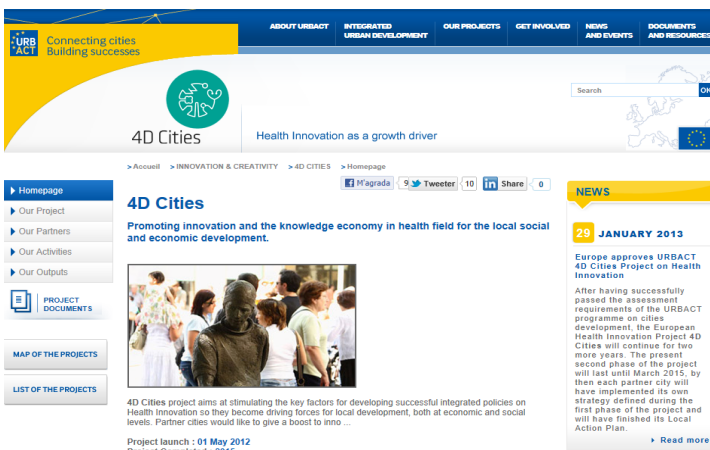 ABOUT URBACT
INTEGRATED
URBAN DEVELOPMENT
OUR PROJECTS
GET INVOLVED
NEWS
AND EVENTS
DOCUMENTS
AND RESOURCES
URB
ACT
Connecting cities
Building successes
Search
OK
4D Cities
Health Innovation as a growth driver
> Accueil > INNOVATION & CREATIVITY > 4D CITIES > Homepage
M'agrada 9 Tweeter 10 in Share 0
Homepage
Our Project
Our Partners
Our Activities
Our Outputs
PROJECT
DOCUMENTS
MAP OF THE PROJECTS
LIST OF THE PROJECTS
4D Cities
Promoting innovation and the knowledge economy in health field for the local social
and economic development.
4D Cities project aims at stimulating the key factors for developing successful integrated policies on
Health Innovation so they become driving forces for local development, both at economic and social
levels. Partner cities would like to give a boost to inno ...
Project launch : 01 May 2012
Project Completed : 2015
NEWS
29 JANUARY 2013
Europe approves URBACT
4D Cities Project on Health
Innovation
After having successfully
passed the assessment
requirements of the URBACT
programme on cities
development, the European
Health Innovation Project 4D
Cities will continue for two
more years. The present
second phase of the project
will last until March 2015, by
then each partner city will
have implemented its own
strategy defined during the
first phase of the project and
will have finished its Local
Action Plan.
Read more